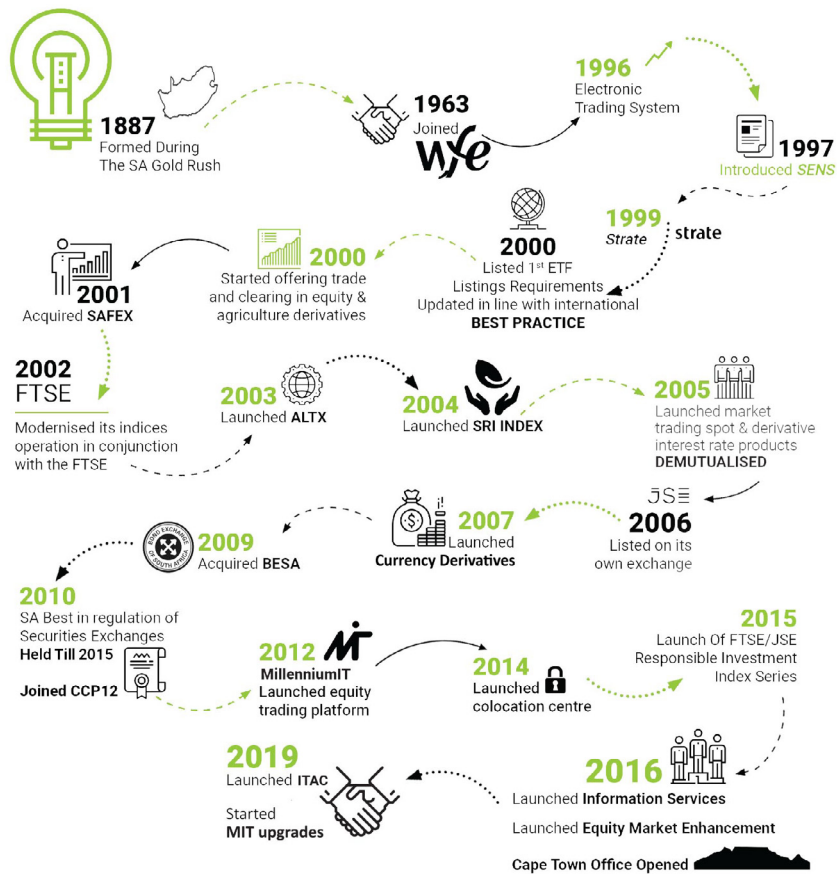 1887
Formed During
The SA Gold Rush
1963
Joined
wfe
1996
Electronic
Trading System
1997
Introduced SENS
1999
Strate
strate
2000
Listed 1st ETF
Listings Requirements
Updated in line with international
BEST PRACTICE
2000
Started offering trade
and clearing in equity &
agriculture derivatives
2001
Acquired SAFEX
2002
FTSE
Modernised its indices
operation in conjunction
with the FTSE
2003
Launched ALTX
2004
Launched SRI INDEX
2005
Launched market
trading spot & derivative
interest rate products
DEMUTUALISED
JSE
2006
Listed on its
own exchange
2007
Launched
Currency Derivatives
BOND EXCHANGE
OF SOUTH AFRICA
2009
Acquired BESA
2010
SA Best in regulation of
Securities Exchanges
Held Till 2015
Joined CCP12
2012
MillenniumIT
Launched equity
trading platform
2014
Launched
colocation centre
2015
Launch Of FTSE/JSE
Responsible Investment
Index Series
2016
Launched Information Services
Launched Equity Market Enhancement
Cape Town Office Opened
2019
Launched ITAC
Started
MIT upgrades